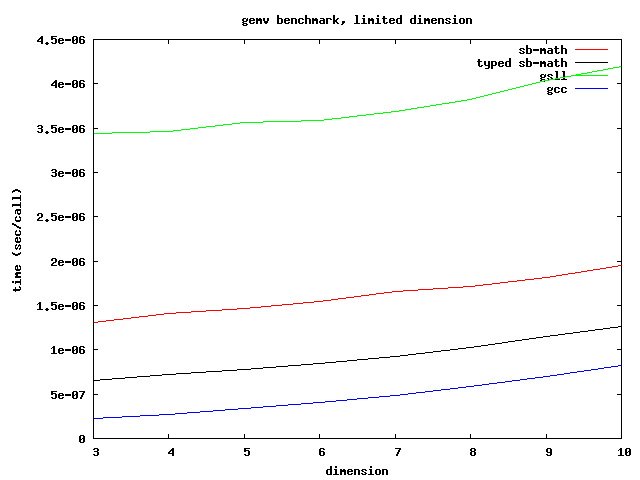 gemv benchmark, limited dimension
4.5e-06
4e-06
3.5e-06
3e-06
2.5e-06
2e-06
1.5e-06
1e-06
5e-07
0
time (sec/call)
sb-math
typed sb-math
gsll
gcc
3 4 5 6 7 8 9 10
dimension